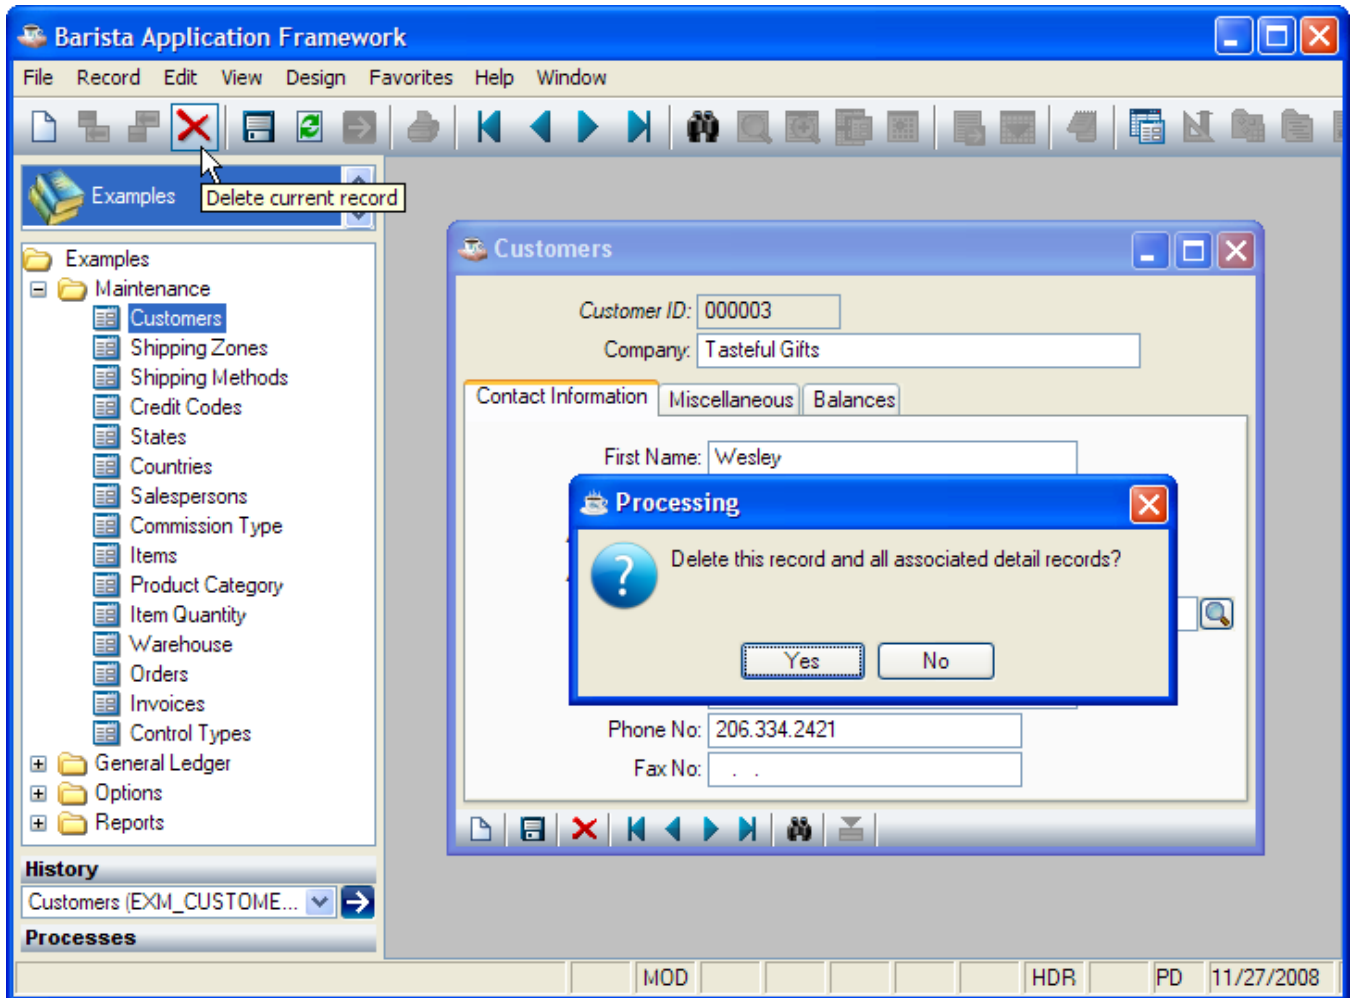 Barista Application Framework
File Record Edit View Design Favorites Help Window
Examples
Delete current record
Examples
Maintenance
Customers
Shipping Zones
Shipping Methods
Credit Codes
States
Countries
Salespersons
Commission Type
Items
Product Category
Item Quantity
Warehouse
Orders
Invoices
Control Types
General Ledger
Options
Reports
History
Customers (EXM_CUSTOME...
Processes
Customers
Customer ID: 000003
Company: Tasteful Gifts
Contact Information Miscellaneous Balances
First Name: Wesley
Processing
Delete this record and all associated detail records?
Yes No
Phone No: 206.334.2421
Fax No: . .
MOD HDR PD 11/27/2008